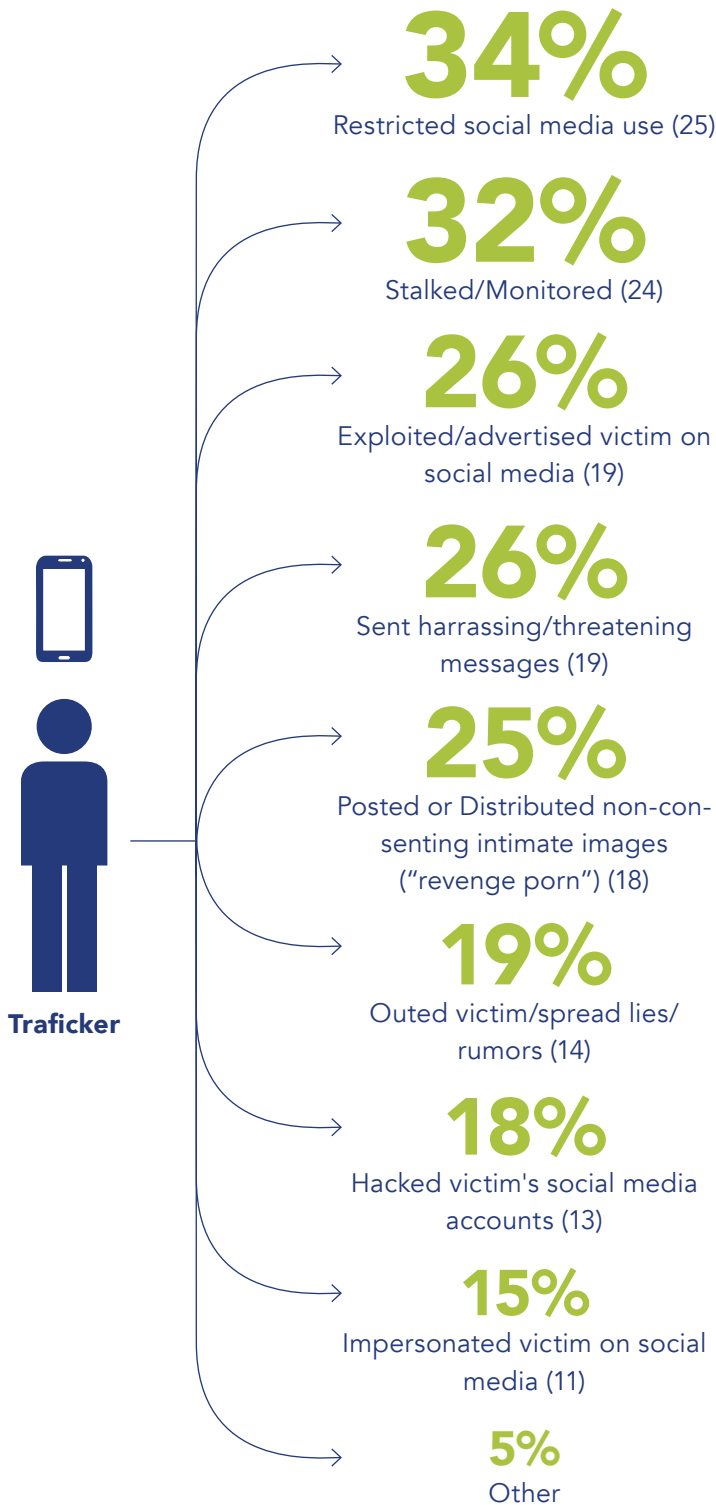 34%
Restricted social media use (25)
32%
Stalked/Monitored (24)
26%
Exploited/advertised victim on
social media (19)
26%
Sent harrassing/threatening
messages (19)
25%
Posted or Distributed non-con-
senting intimate images
(“revenge porn”) (18)
19%
Outed victim/spread lies/
rumors (14)
18%
Hacked victim's social media
accounts (13)
15%
Impersonated victim on social
media (11)
5%
Other
Traficker